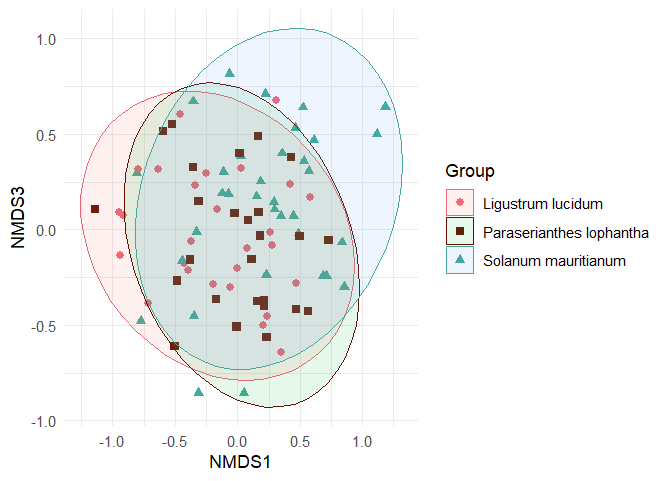 1.0
0.5
0.0
-0.5
-1.0
NMDS3
-1.0 -0.5 0.0 0.5 1.0
NMDS1
Group
Ligustrum lucidum
Paraserianthes lophantha
Solanum mauritianum